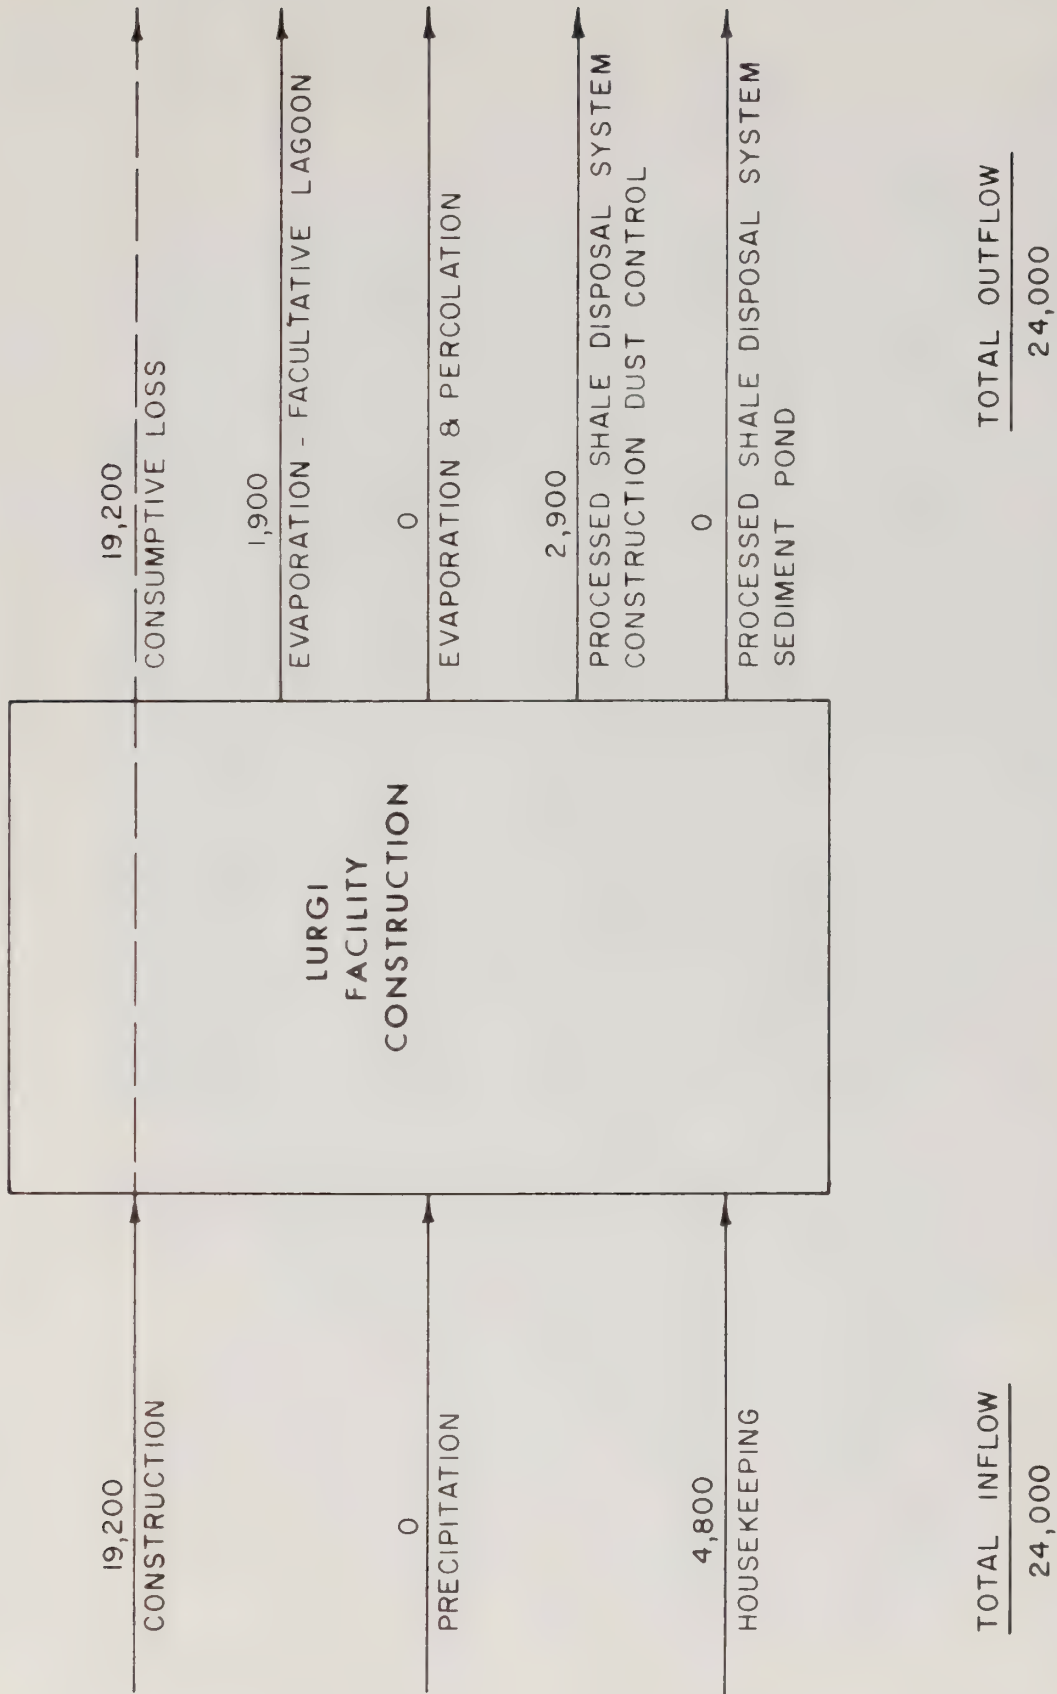 19,200
CONSTRUCTION
0
PRECIPITATION
4,800
HOUSEKEEPING
TOTAL INFLOW
24,000
LURGI
FACILITY
CONSTRUCTION
19,200
CONSUMPTIVE LOSS
1,900
EVAPORATION - FACULTATIVE LAGOON
0
EVAPORATION & PERCOLATION
2,900
PROCESSED SHALE DISPOSAL SYSTEM
CONSTRUCTION DUST CONTROL
0
PROCESSED SHALE DISPOSAL SYSTEM
SEDIMENT POND
TOTAL OUTFLOW
24,000